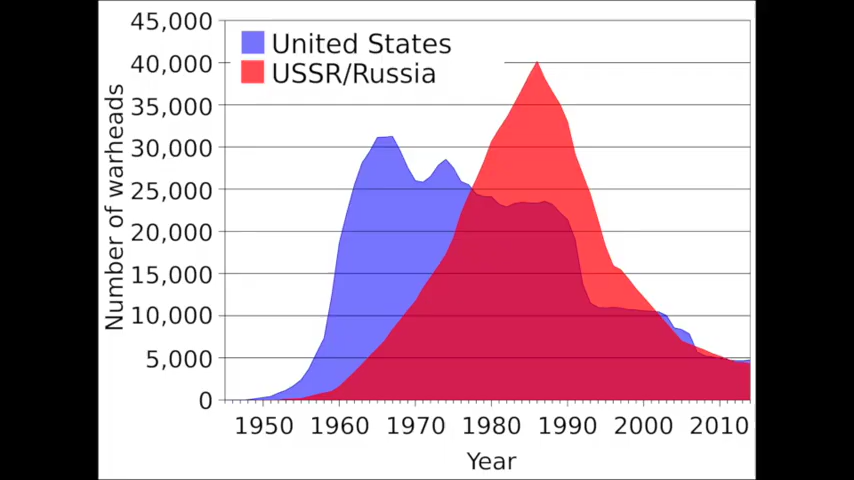 45,000
United States
40,000
USSR/Russia
35,000
30,000
25,000
20,000
15,000
10,000
5,000
0
Number of warheads
1950 1960 1970 1980 1990 2000 2010
Year